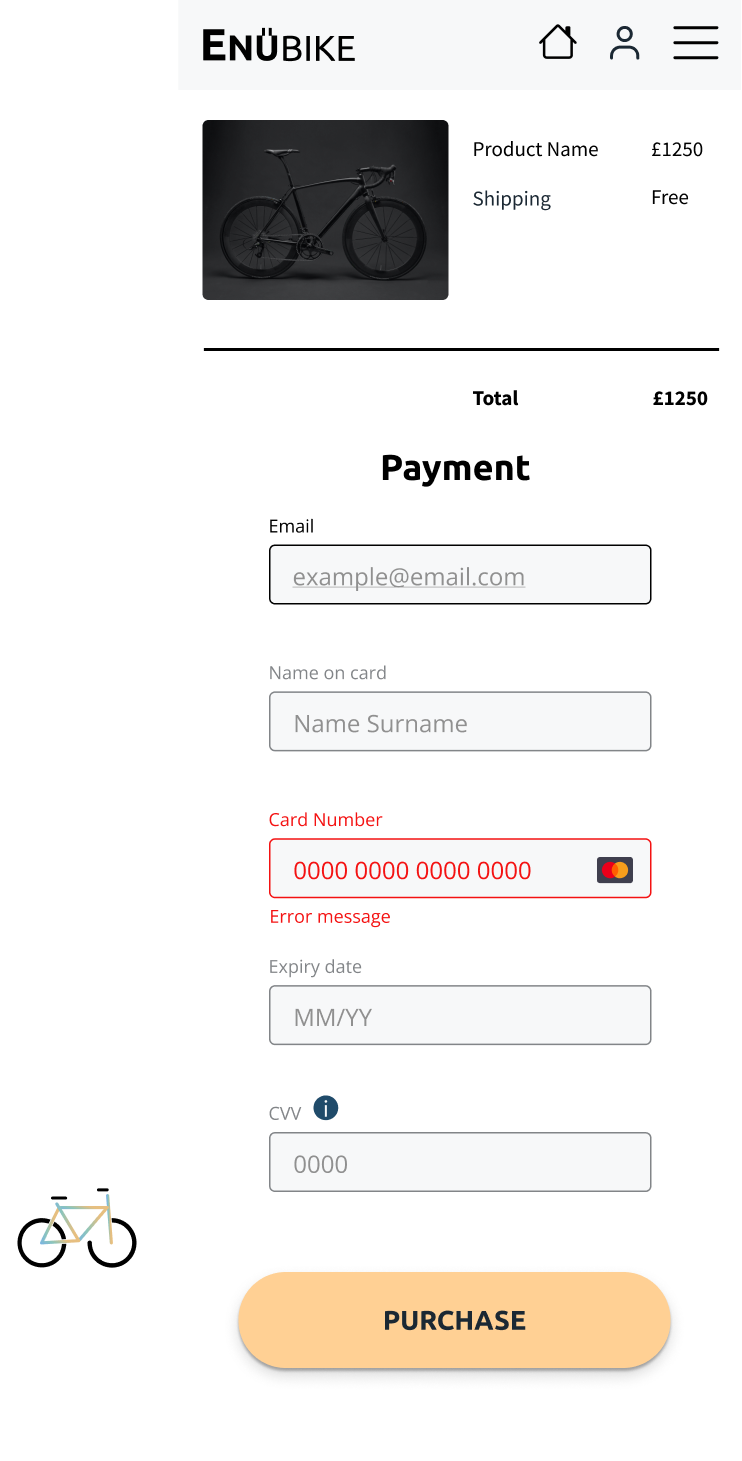 ENÜBIKE
Product Name £1250
Shipping Free
Total £1250
Payment
Email
example@email.com
Name on card
Name Surname
Card Number
0000 0000 0000 0000
Error message
Expiry date
MM/YY
CVV i
0000
PURCHASE